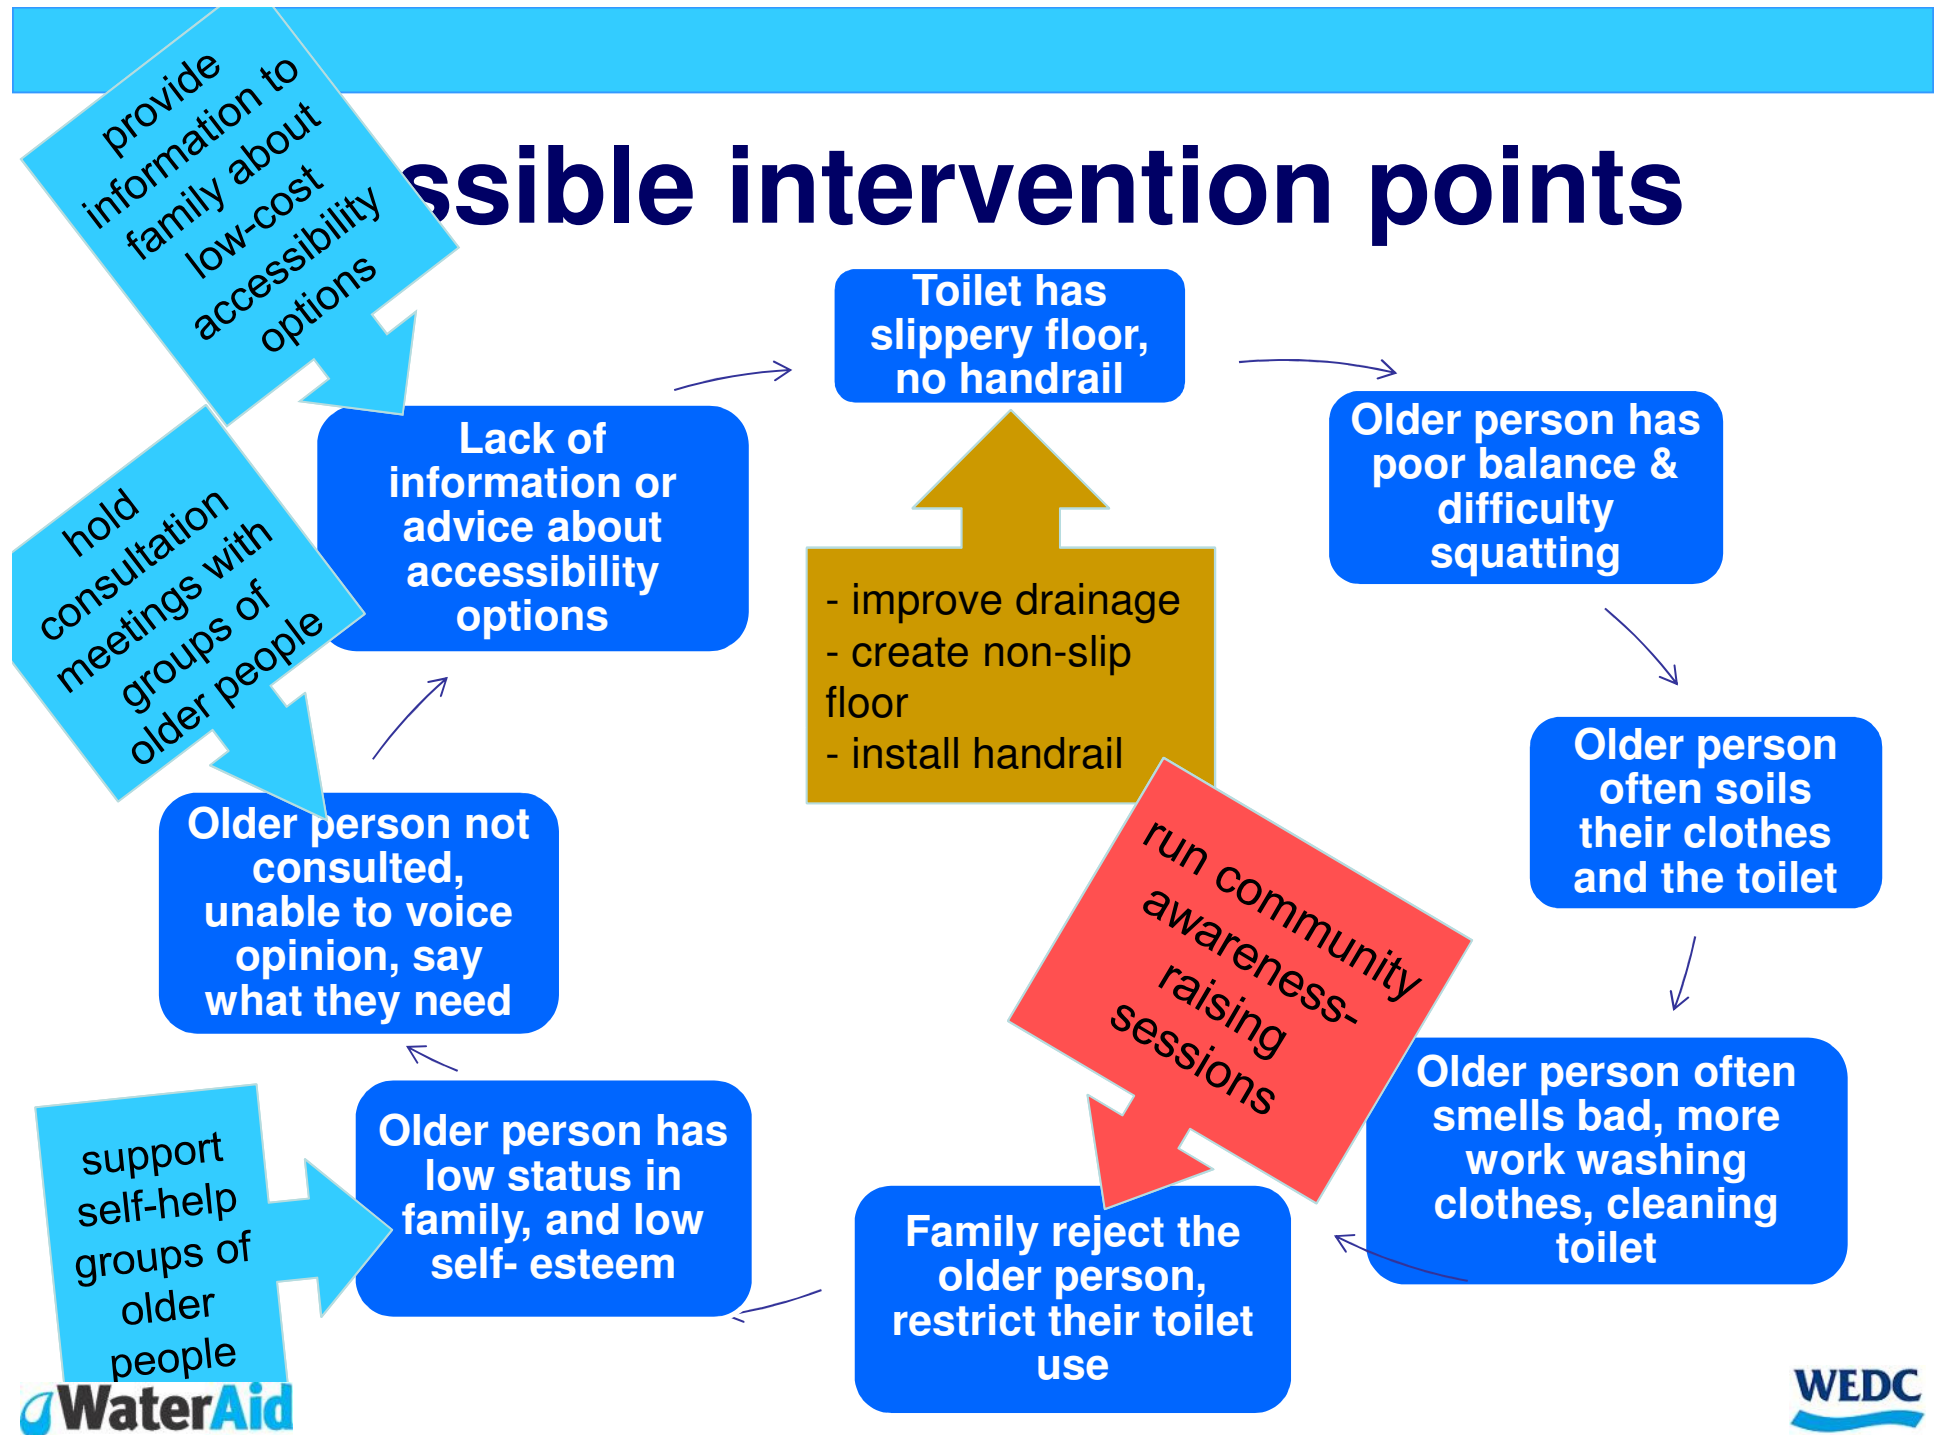 provide
information to
family about
low-cost
accessibility
options
ssible intervention points
Toilet has
slippery floor,
no handrail
Older person has
poor balance &
difficulty
squatting
Lack of
information or
advice about
accessibility
options
hold
consultation
meetings with
groups of
older people
- improve drainage
- create non-slip
floor
- install handrail
Older person
often soils
their clothes
and the toilet
Older person not
consulted,
unable to voice
opinion, say
what they need
run community
awareness-
raising
sessions
Older person often
smells bad, more
work washing
clothes, cleaning
toilet
Older person has
low status in
family, and low
self- esteem
support
self-help
groups of
older
people
Family reject the
older person,
restrict their toilet
use
WaterAid
WEDC